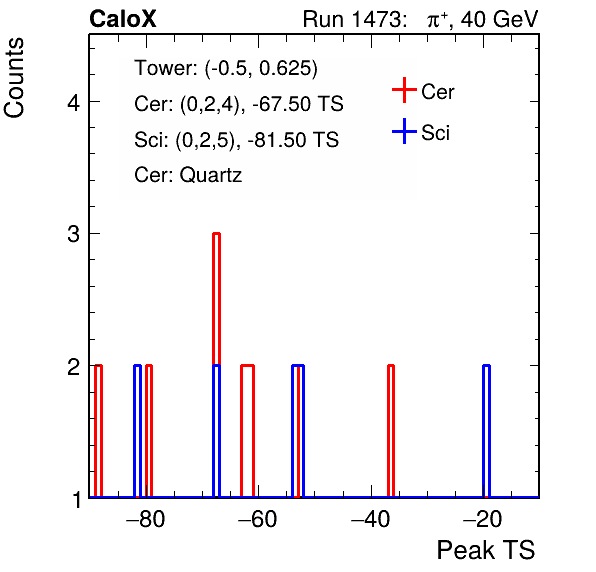 CaloX Run 1473: π⁺, 40 GeV
Counts
Tower: (-0.5, 0.625)
Cer: (0,2,4), -67.50 TS
Sci: (0,2,5), -81.50 TS
Cer: Quartz
Cer
Sci
4
3
2
1
−80 −60 −40 −20
Peak TS